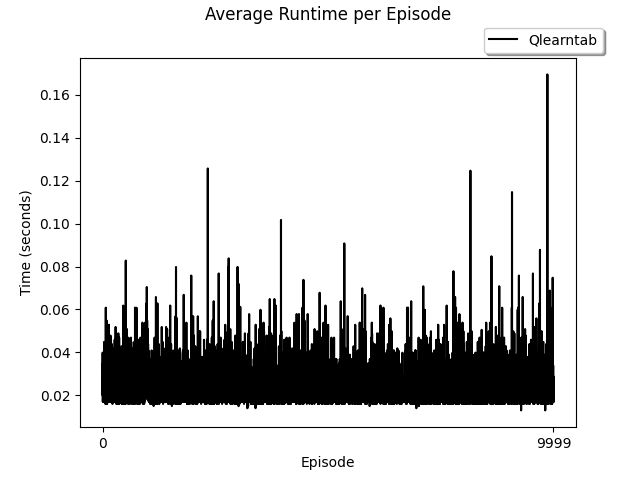 Average Runtime per Episode
Qlearntab
0.16
0.14
0.12
0.10
0.08
0.06
0.04
0.02
Time (seconds)
0
9999
Episode